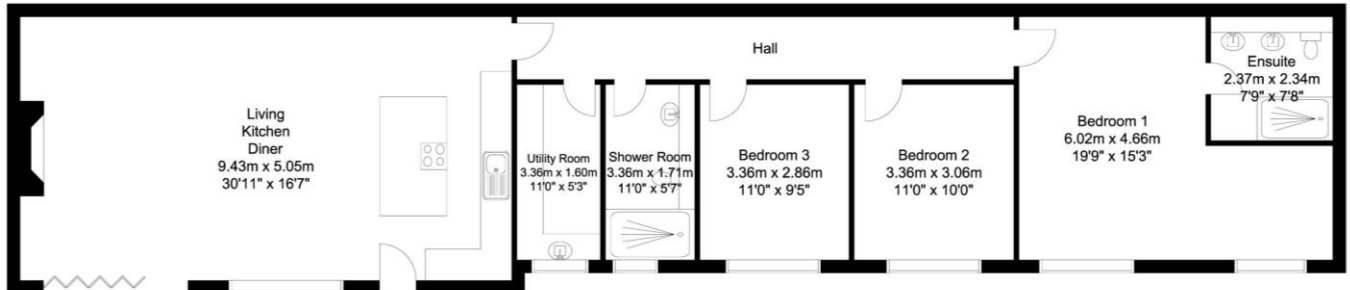 Living
Kitchen
Diner
9.43m x 5.05m
30'11" x 16'7"
Hall
Utility Room
3.36m x 1.60m
11'0" x 5'3"
Shower Room
3.36m x 1.71m
11'0" x 5'7"
Bedroom 3
3.36m x 2.86m
11'0" x 9'5"
Bedroom 2
3.36m x 3.06m
11'0" x 10'0"
Bedroom 1
6.02m x 4.66m
19'9" x 15'3"
Ensuite
2.37m x 2.34m
7'9" x 7'8"